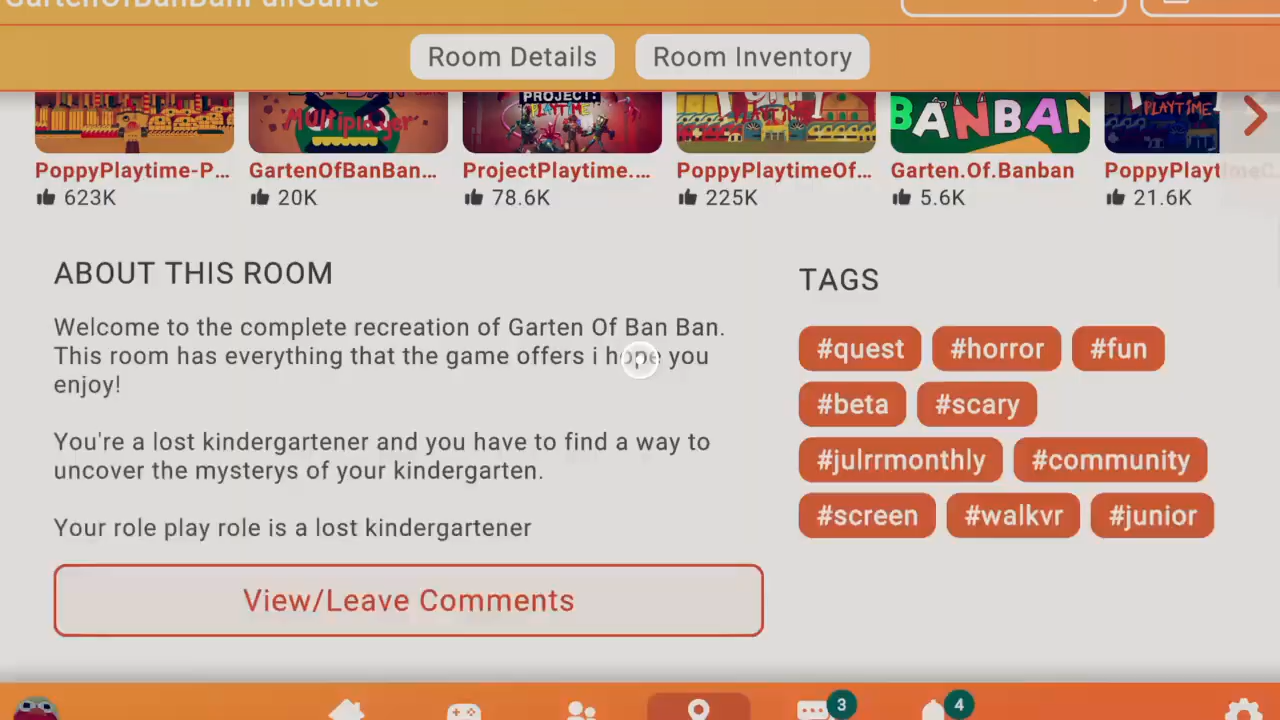 GartenOfBanBanFullGame
Room Details
Room Inventory
Multiplayer
PROJECT:
PLAYTIME
BANBAN
PLAYTIME
PoppyPlaytime-P...
GartenOfBanBan...
ProjectPlaytime....
PoppyPlaytimeOf...
Garten.Of.Banban
PoppyPlayt
623K
20K
78.6K
225K
5.6K
21.6K
ABOUT THIS ROOM
Welcome to the complete recreation of Garten Of Ban Ban.
This room has everything that the game offers i hope you
enjoy!
You're a lost kindergartener and you have to find a way to
uncover the mysterys of your kindergarten.
Your role play role is a lost kindergartener
View/Leave Comments
TAGS
#quest #horror #fun
#beta #scary
#julrrmonthly #community
#screen #walkvr #junior
3
4